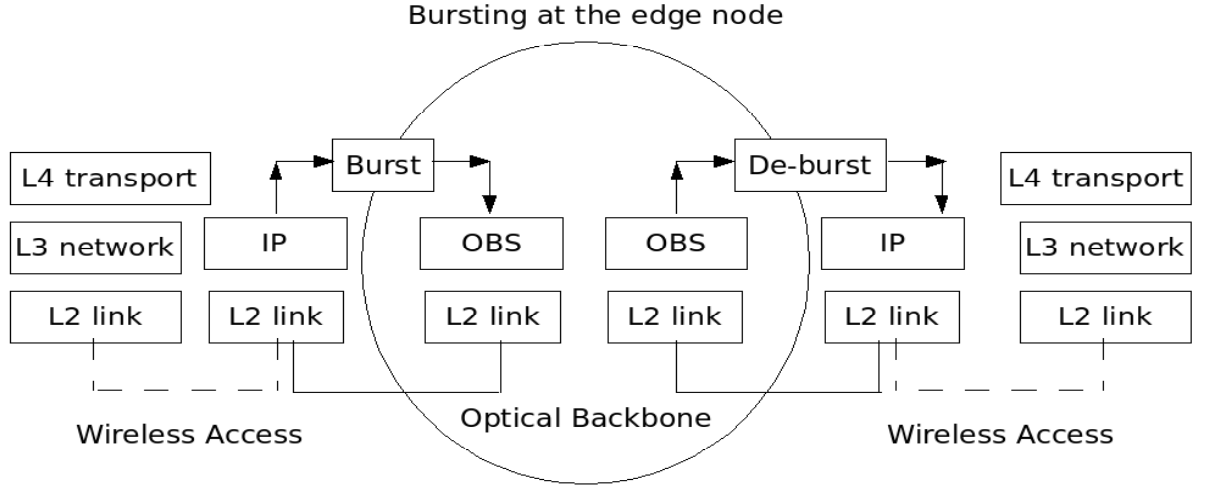 Bursting at the edge node
Burst
De-burst
L4 transport
L4 transport
L3 network
IP
OBS
OBS
IP
L3 network
L2 link
L2 link
L2 link
L2 link
L2 link
L2 link
Optical Backbone
Wireless Access
Wireless Access